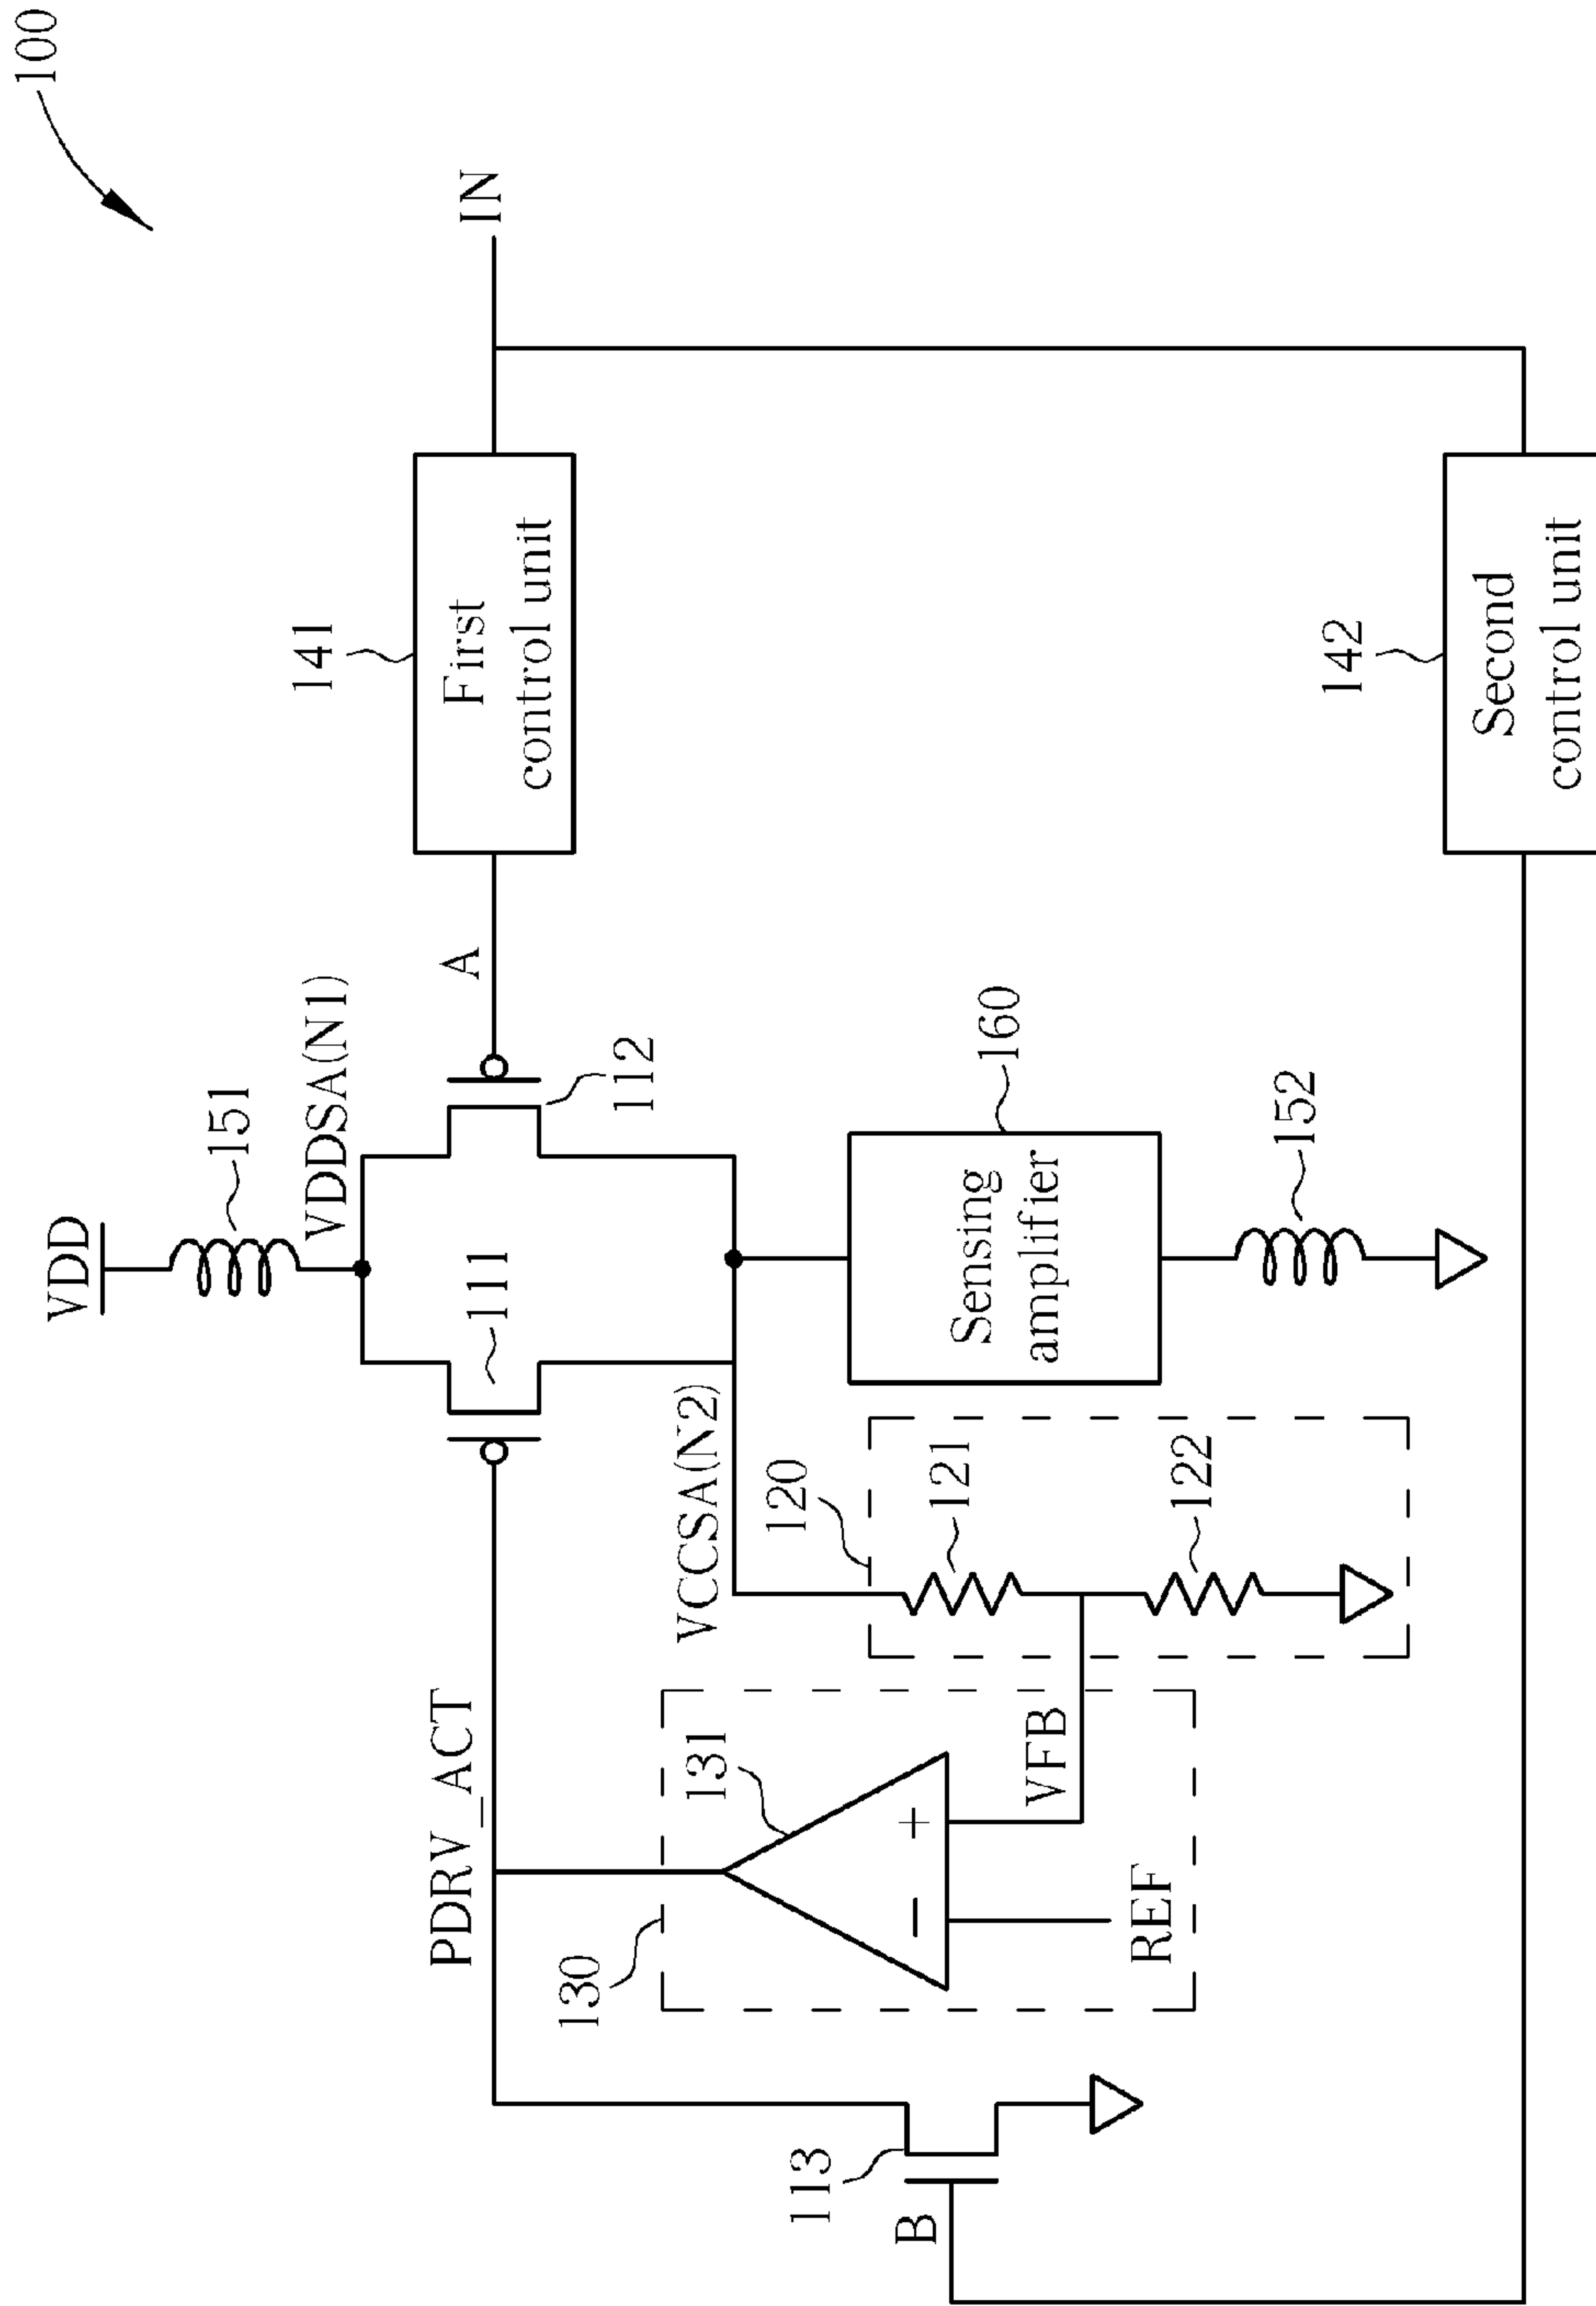 100
VDD
151
VDDSA(N1)
IN
141
First
control unit
A
112
111
PDRV_ACT
VCCSA(N2)
160
Sensing
amplifier
152
120
121
122
130
131
+
−
VFB
REF
113
B
142
Second
control unit